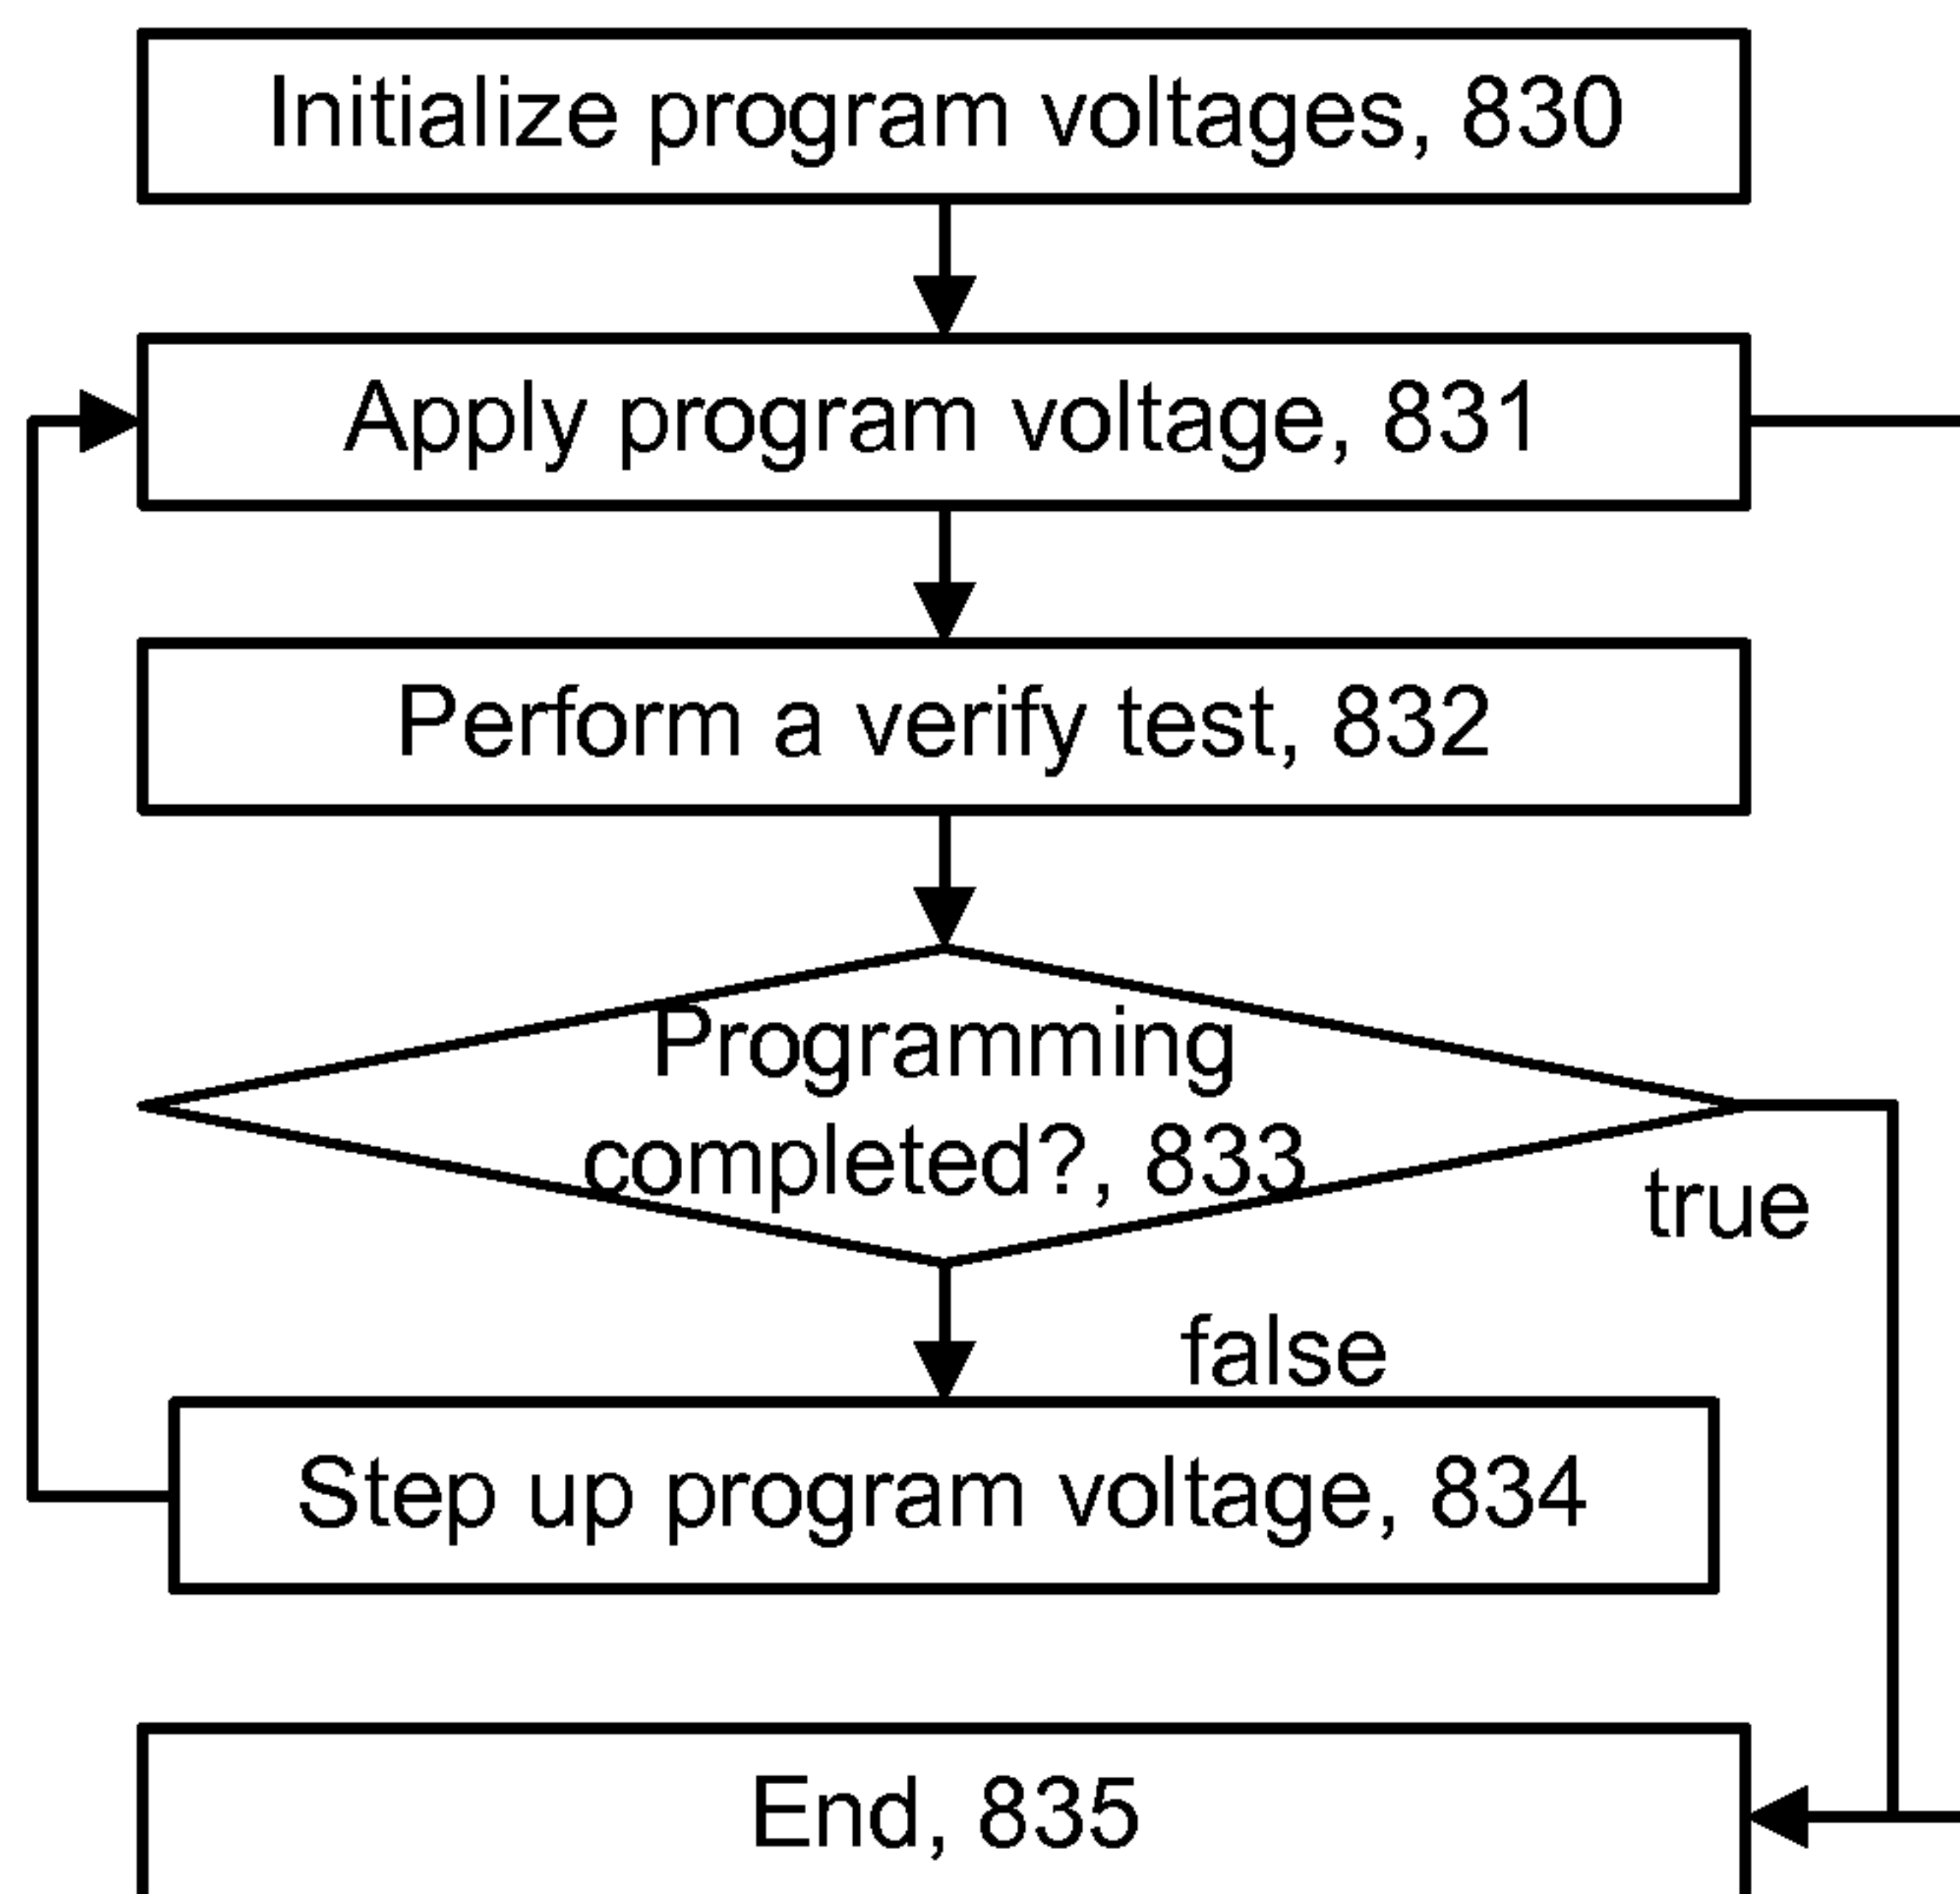 Initialize program voltages, 830
Apply program voltage, 831
Perform a verify test, 832
Programming
completed?, 833
true
false
Step up program voltage, 834
End, 835